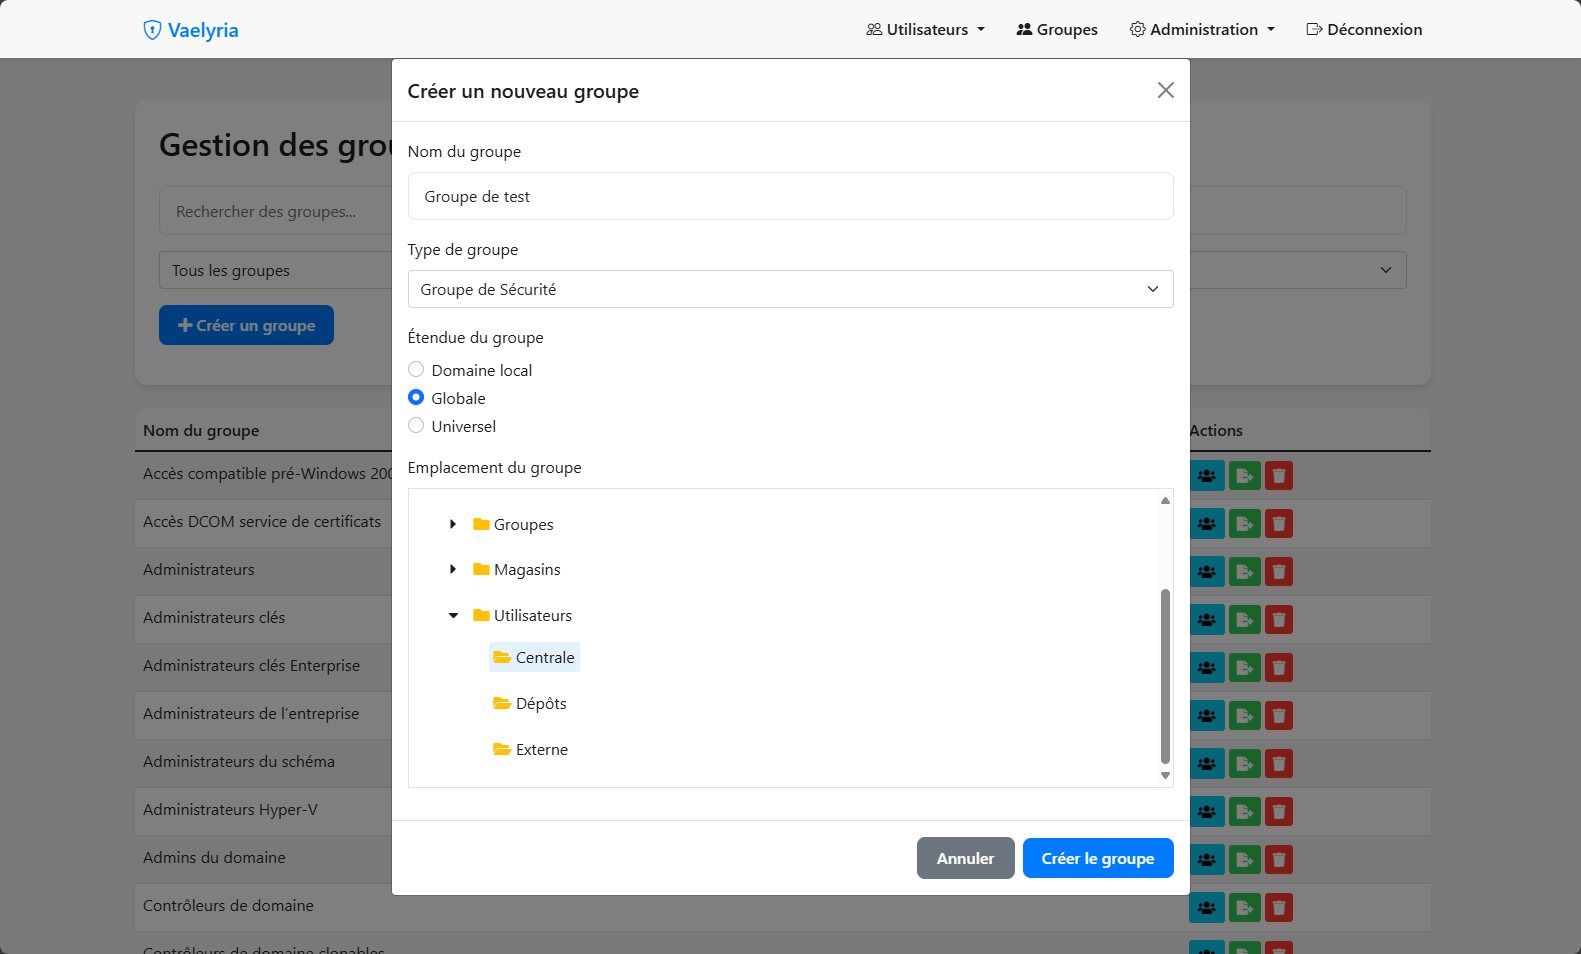 Vaelyria
Utilisateurs
Groupes
Administration
Déconnexion
Créer un nouveau groupe
Gestion des grou
Nom du groupe
Groupe de test
Rechercher des groupes...
Type de groupe
Tous les groupes
Groupe de Sécurité
Créer un groupe
Étendue du groupe
Domaine local
Globale
Universel
Nom du groupe
Actions
Emplacement du groupe
Accès compatible pré-Windows 200
Groupes
Accès DCOM service de certificats
Magasins
Administrateurs
Utilisateurs
Administrateurs clés
Centrale
Administrateurs clés Enterprise
Dépôts
Administrateurs de l'entreprise
Externe
Administrateurs du schéma
Administrateurs Hyper-V
Admins du domaine
Annuler
Créer le groupe
Contrôleurs de domaine
Contrôleurs de domaine clonables